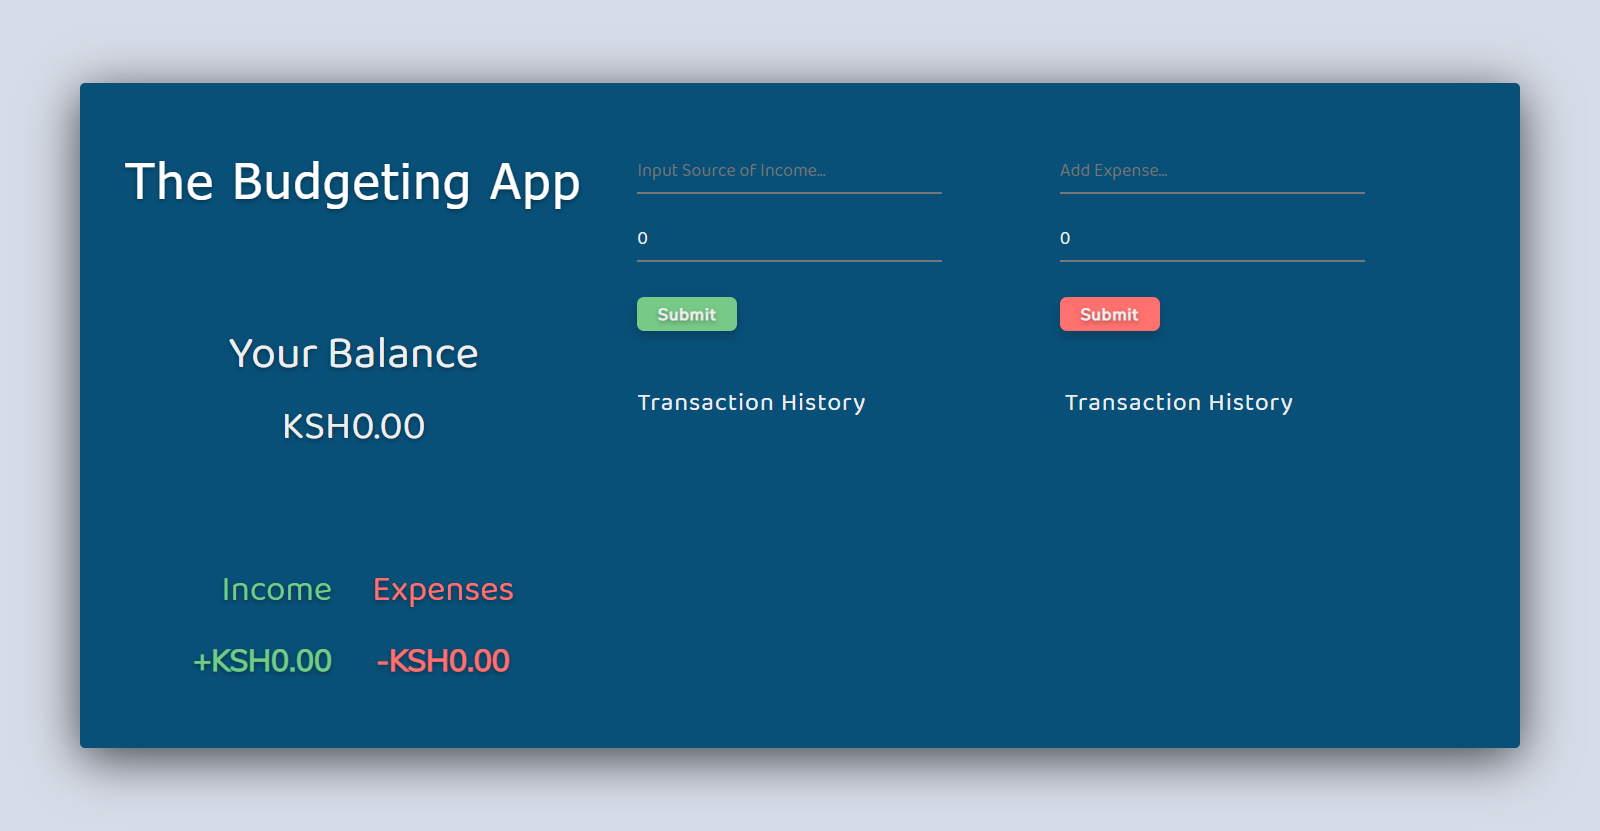 The Budgeting App
Your Balance
KSH0.00
Income
Expenses
+KSH0.00
-KSH0.00
Input Source of Income...
0
Submit
Transaction History
Add Expense...
0
Submit
Transaction History